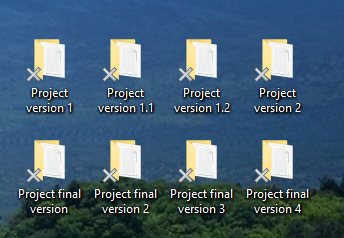 Project version 1
Project version 1.1
Project version 1.2
Project version 2
Project final version
Project final version 2
Project final version 3
Project final version 4